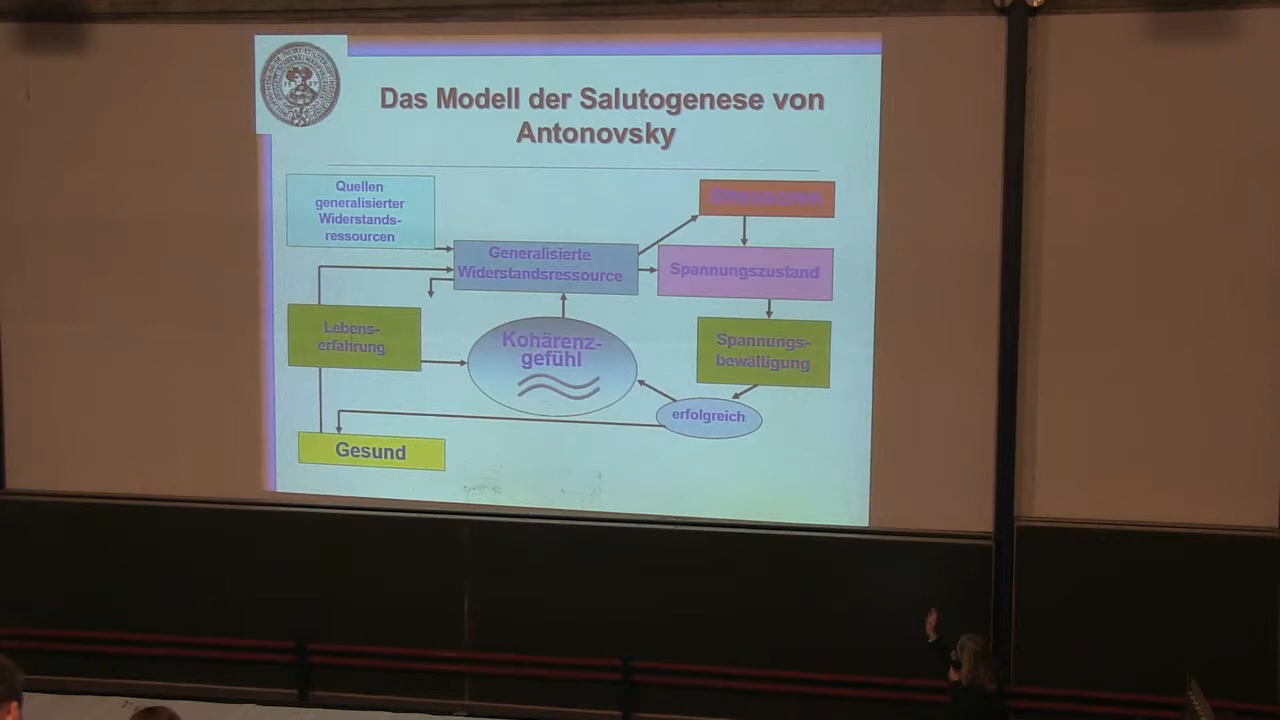 Das Modell der Salutogenese von
Antonovsky
Quellen
generalisierter
Widerstands-
ressourcen
Stressoren
Generalisierte
Widerstandsressource
Spannungszustand
Lebens-
erfahrung
Kohärenz-
gefühl
Spannungs-
bewältigung
erfolgreich
Gesund